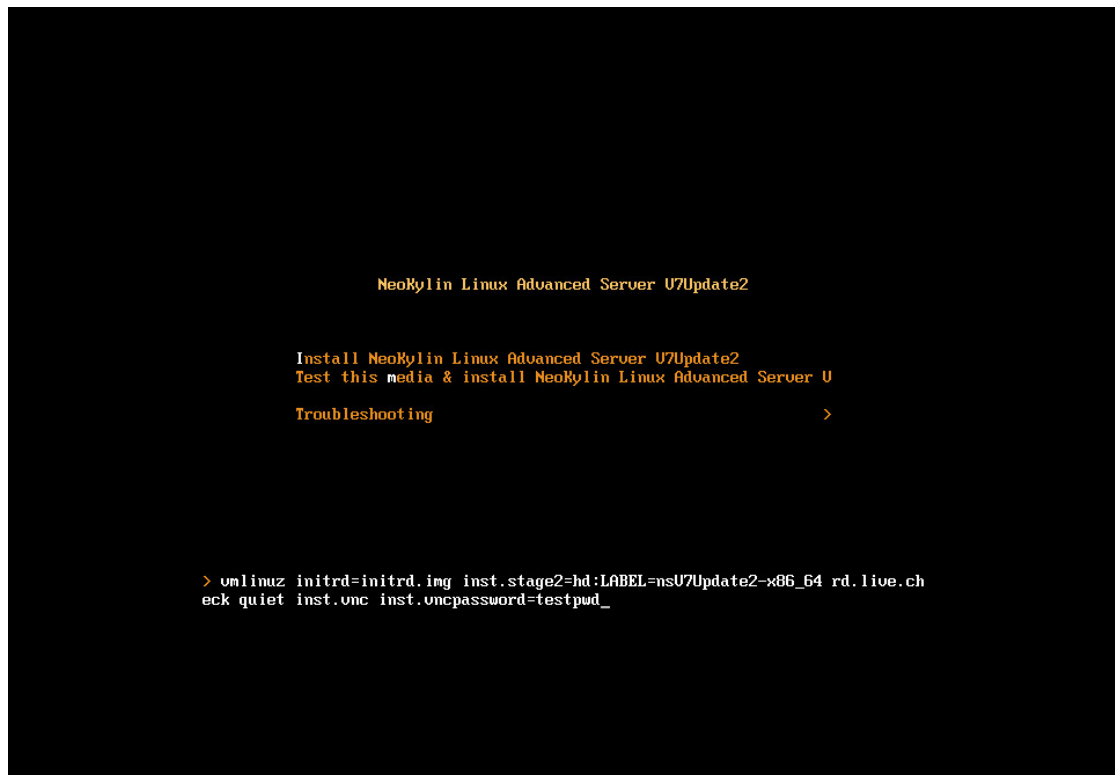 NeoKylin Linux Advanced Server V7Update2
Install NeoKylin Linux Advanced Server V7Update2
Test this media & install NeoKylin Linux Advanced Server V
Troubleshooting >
> vmlinuz initrd=initrd.img inst.stage2=hd:LABEL=nsV7Update2-x86_64 rd.live.ch
eck quiet inst.vnc inst.vncpassword=testpwd_